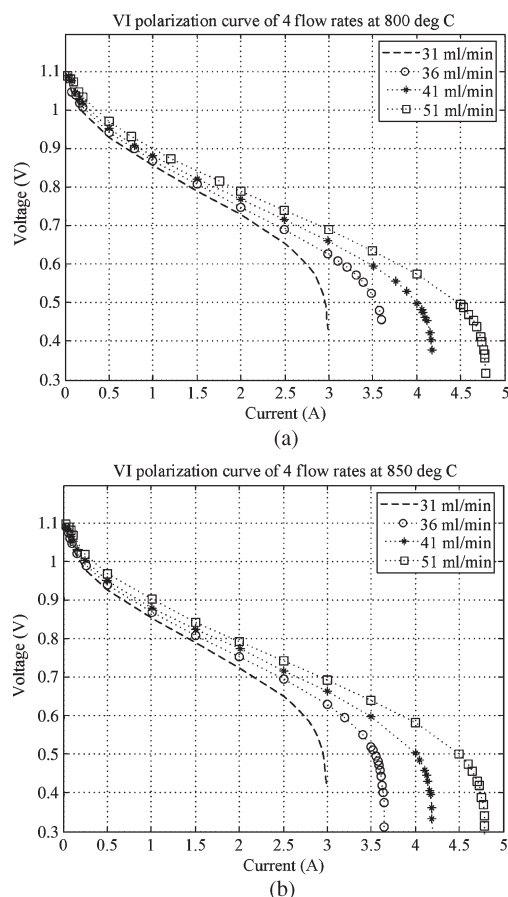 VI polarization curve of 4 flow rates at 800 deg C
31 ml/min
36 ml/min
41 ml/min
51 ml/min
1.1
1
0.9
0.8
0.7
0.6
0.5
0.4
0.3
Voltage (V)
0 0.5 1 1.5 2 2.5 3 3.5 4 4.5 5
Current (A)
(a)
VI polarization curve of 4 flow rates at 850 deg C
31 ml/min
36 ml/min
41 ml/min
51 ml/min
1.1
1
0.9
0.8
0.7
0.6
0.5
0.4
0.3
Voltage (V)
0 0.5 1 1.5 2 2.5 3 3.5 4 4.5 5
Current (A)
(b)